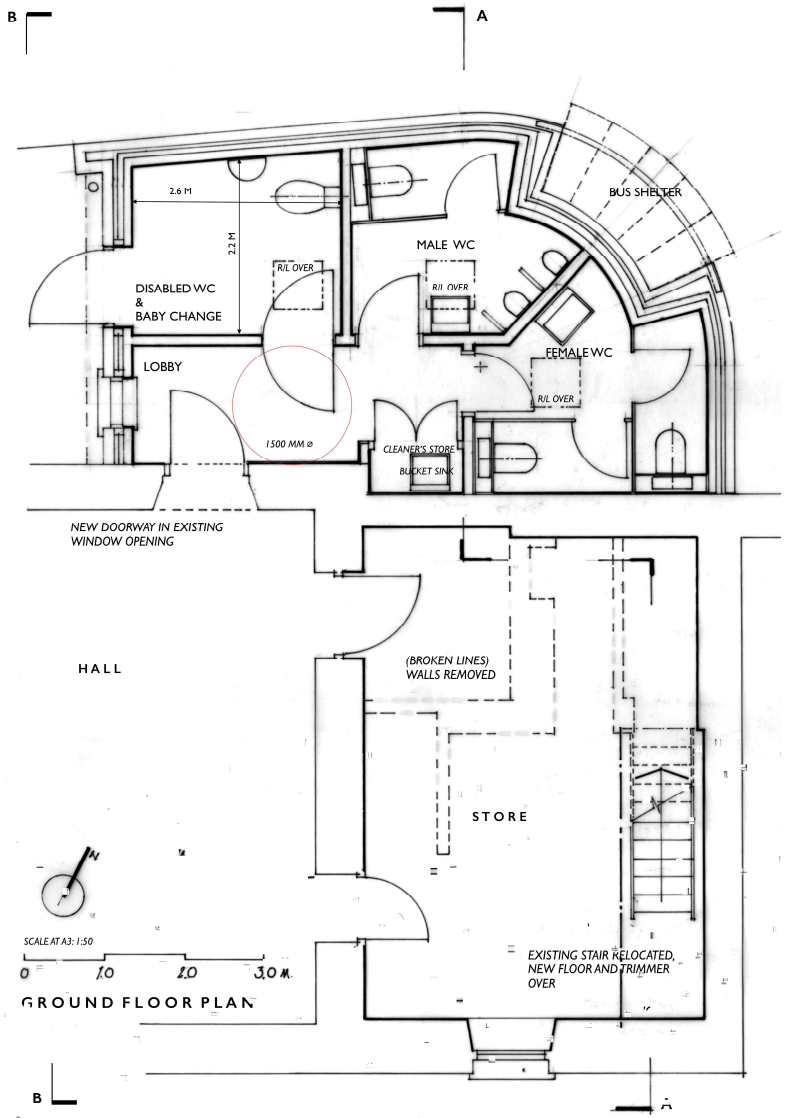 B
A
BUS SHELTER
2.6 M
2.2 M
MALE WC
R/L OVER
R/L OVER
DISABLED WC
&
BABY CHANGE
LOBBY
FEMALE WC
R/L OVER
1500 MM ⌀
CLEANER'S STORE
BUCKET SINK
NEW DOORWAY IN EXISTING
WINDOW OPENING
HALL
(BROKEN LINES)
WALLS REMOVED
STORE
N
SCALE AT A3: 1:50
0 1.0 2.0 3.0 M.
EXISTING STAIR RELOCATED,
NEW FLOOR AND TRIMMER
OVER
GROUND FLOOR PLAN
B
A